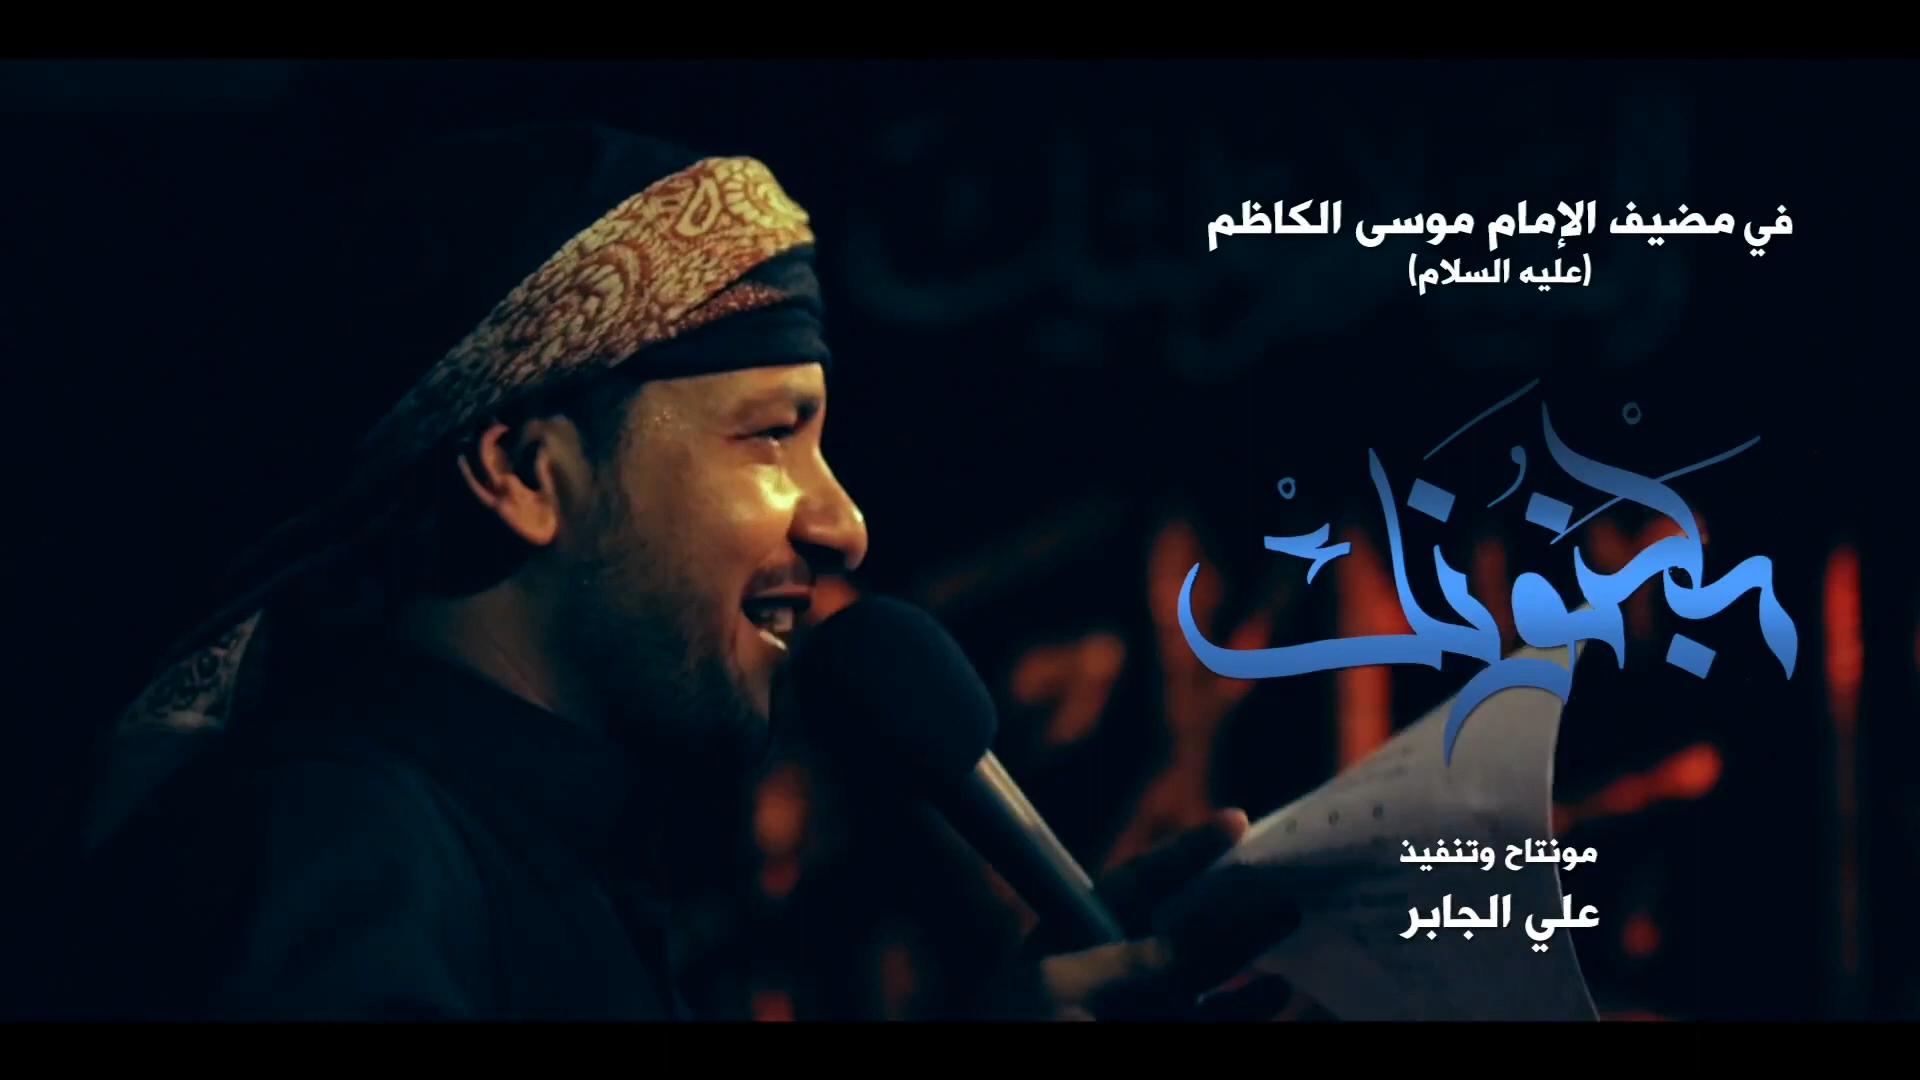 في مضيف الإمام موسى الكاظم
(عليه السلام)
مونتاج وتنفيذ
علي الجابر